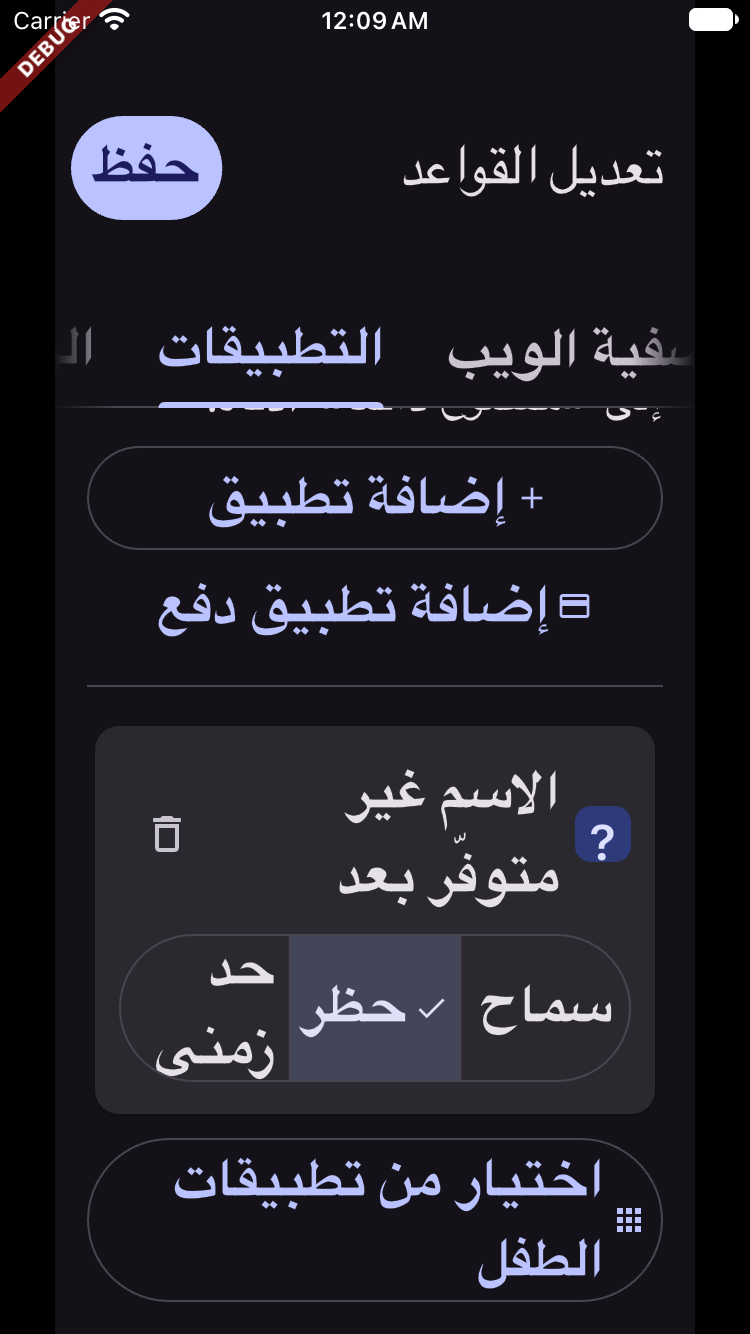 Carrier
12:09 AM
DEBUG
تعديل القواعد
حفظ
الويب
التطبيقات
+ إضافة تطبيق
إضافة تطبيق دفع
?
الاسم غير
متوفّر بعد
سماح
حظر
حد
زمني
اختيار من تطبيقات
الطفل